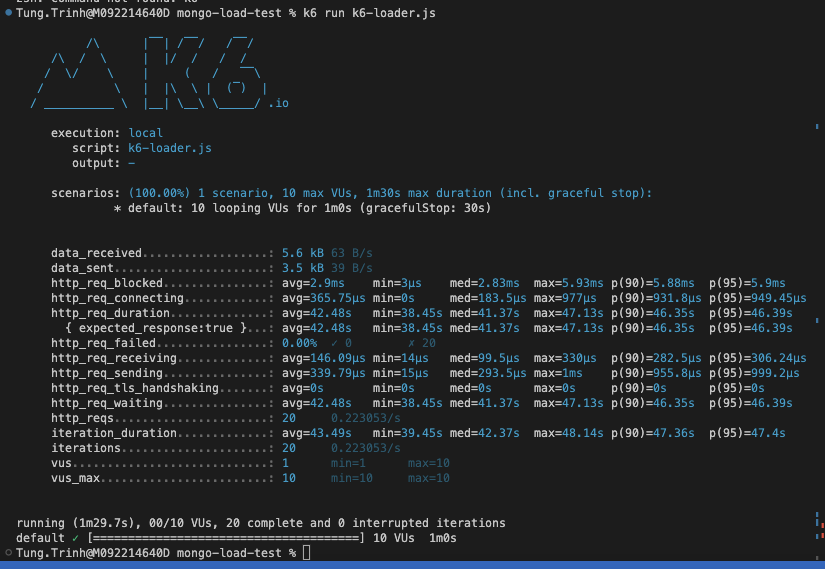 Tung.Trinh@M092214640D mongo-load-test % k6 run k6-loader.js
/\ |‾‾| /‾‾/ /‾‾/
/\ / \ | |/ / / /
/ \/ \ | ( / ‾‾\
/ \ | |\ \ | (‾) |
/ __________ \ |__| \__\ \_____/ .io
execution: local
script: k6-loader.js
output: -
scenarios: (100.00%) 1 scenario, 10 max VUs, 1m30s max duration (incl. graceful stop):
* default: 10 looping VUs for 1m0s (gracefulStop: 30s)
data_received..................: 5.6 kB 63 B/s
data_sent......................: 3.5 kB 39 B/s
http_req_blocked...............: avg=2.9ms min=3µs med=2.83ms max=5.93ms p(90)=5.88ms p(95)=5.9ms
http_req_connecting............: avg=365.75µs min=0s med=183.5µs max=977µs p(90)=931.8µs p(95)=949.45µs
http_req_duration..............: avg=42.48s min=38.45s med=41.37s max=47.13s p(90)=46.35s p(95)=46.39s
{ expected_response:true }...: avg=42.48s min=38.45s med=41.37s max=47.13s p(90)=46.35s p(95)=46.39s
http_req_failed................: 0.00% ✓ 0 ✗ 20
http_req_receiving.............: avg=146.09µs min=14µs med=99.5µs max=330µs p(90)=282.5µs p(95)=306.24µs
http_req_sending...............: avg=339.79µs min=15µs med=293.5µs max=1ms p(90)=955.8µs p(95)=999.2µs
http_req_tls_handshaking.......: avg=0s min=0s med=0s max=0s p(90)=0s p(95)=0s
http_req_waiting...............: avg=42.48s min=38.45s med=41.37s max=47.13s p(90)=46.35s p(95)=46.39s
http_reqs......................: 20 0.223053/s
iteration_duration.............: avg=43.49s min=39.45s med=42.37s max=48.14s p(90)=47.36s p(95)=47.4s
iterations.....................: 20 0.223053/s
vus............................: 1 min=1 max=10
vus_max........................: 10 min=10 max=10
running (1m29.7s), 00/10 VUs, 20 complete and 0 interrupted iterations
default ✓ [======================================] 10 VUs 1m0s
Tung.Trinh@M092214640D mongo-load-test %